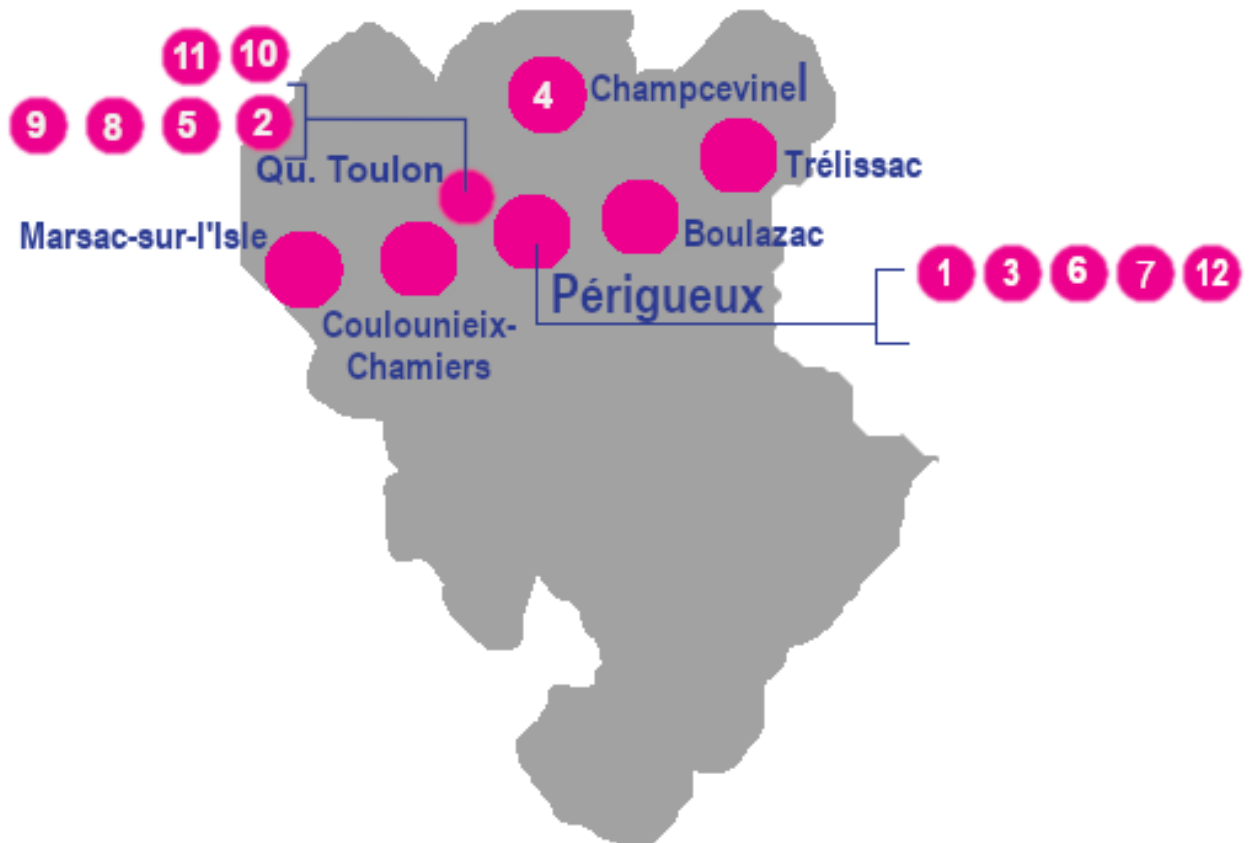 11 10
4 Champcevinel
9 8 5 2
Qu. Toulon
Trélissac
Marsac-sur-l'Isle
Boulazac
1 3 6 7 12
Périgueux
Coulounieix-
Chamiers